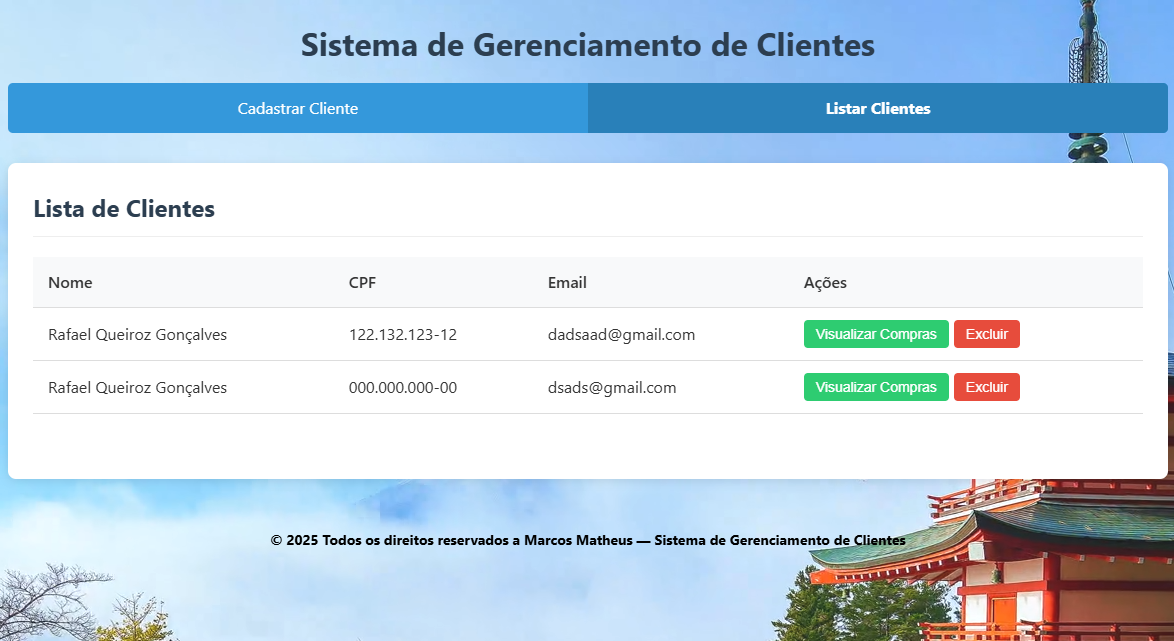 Sistema de Gerenciamento de Clientes
Cadastrar Cliente Listar Clientes
Lista de Clientes
Nome CPF Email Ações
Rafael Queiroz Gonçalves 122.132.123-12 dadsaad@gmail.com Visualizar Compras Excluir
Rafael Queiroz Gonçalves 000.000.000-00 dsads@gmail.com Visualizar Compras Excluir
© 2025 Todos os direitos reservados a Marcos Matheus — Sistema de Gerenciamento de Clientes